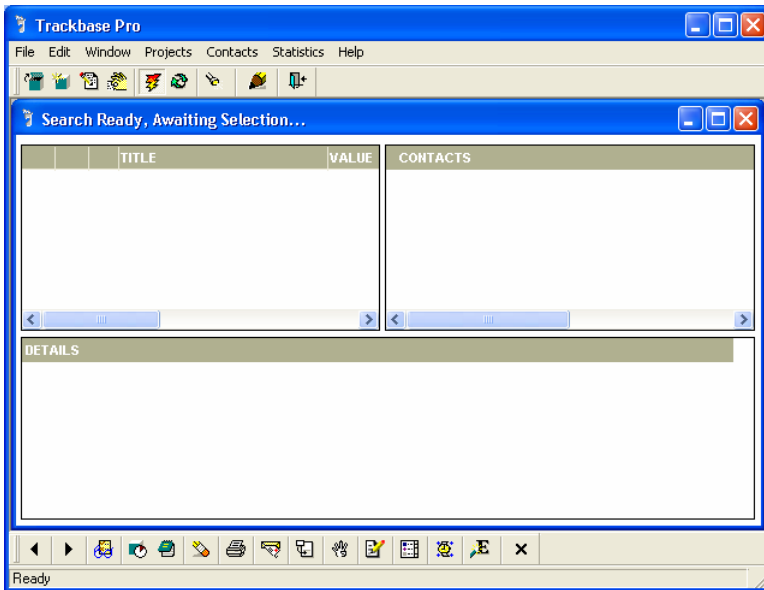 Trackbase Pro
File Edit Window Projects Contacts Statistics Help
Search Ready, Awaiting Selection...
TITLE VALUE CONTACTS
DETAILS
Ready